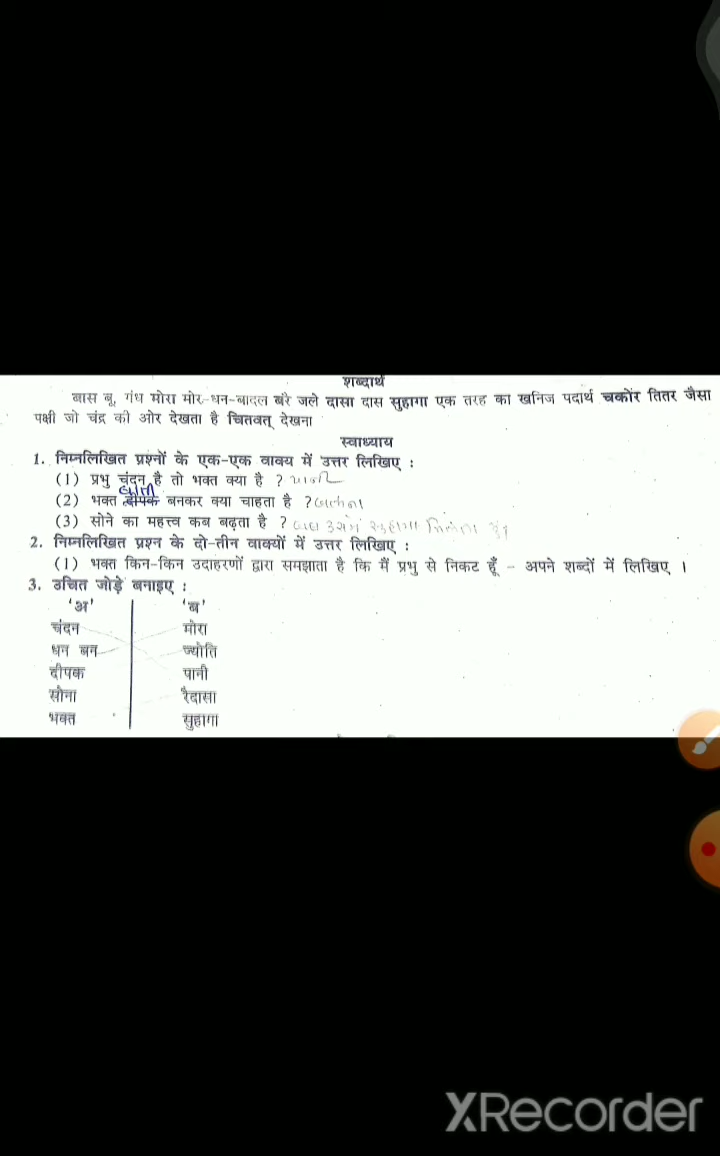 शब्दार्थ
बास बू, गंध मोरा मोर-धन-बादल बरे जले दासा दास सुहागा एक तरह का खनिज पदार्थ चकोर तितर जैसा
पक्षी जो चंद्र की ओर देखता है चितवत् देखना
स्वाध्याय
1. निम्नलिखित प्रश्नों के एक-एक वाक्य में उत्तर लिखिए :
(1) प्रभु चंदन है तो भक्त क्या है ?
(2) भक्त दीपक बनकर क्या चाहता है ?
(3) सोने का महत्त्व कब बढ़ता है ?
2. निम्नलिखित प्रश्न के दो-तीन वाक्यों में उत्तर लिखिए :
(1) भक्त किन-किन उदाहरणों द्वारा समझाता है कि मैं प्रभु से निकट हूँ - अपने शब्दों में लिखिए ।
3. उचित जोड़े बनाइए :
'अ' 'ब'
चंदन मोरा
धन बन ज्योति
दीपक पानी
सोना रैदासा
भक्त सुहागा
XRecorder